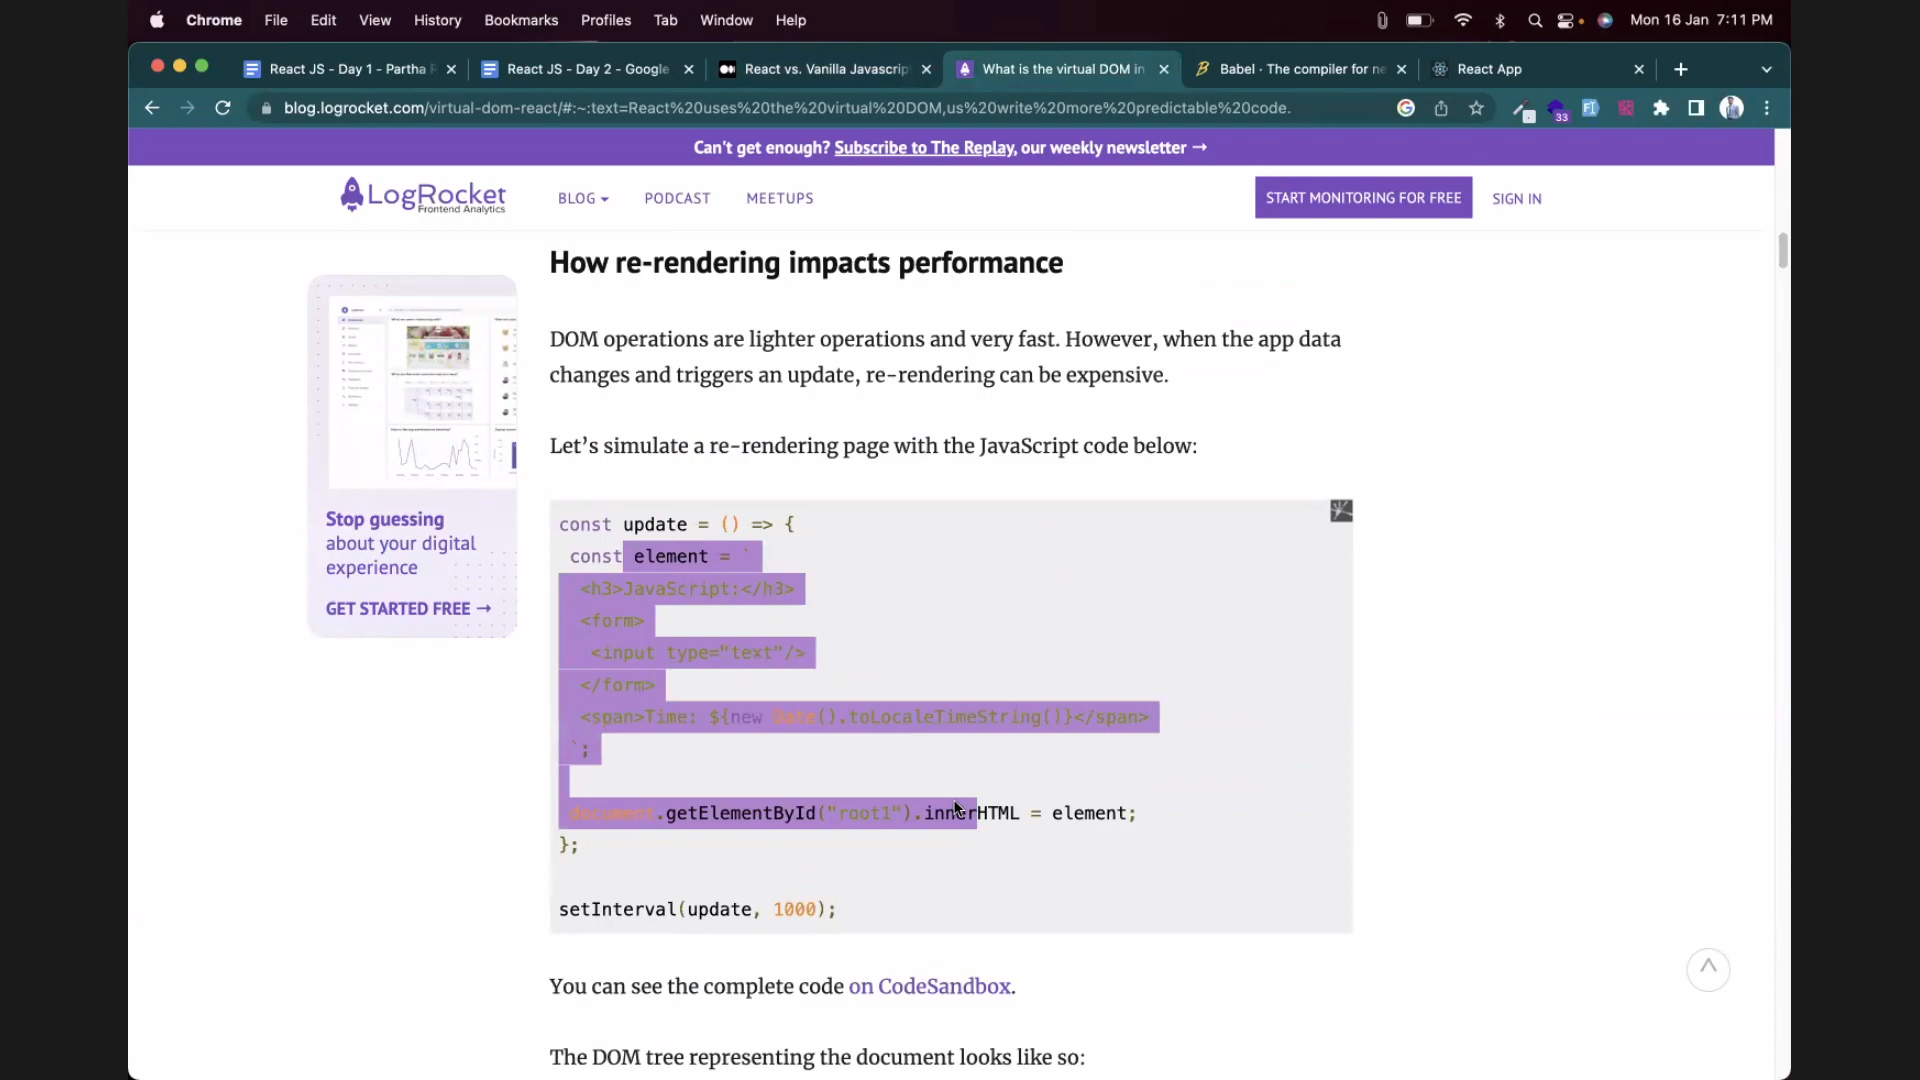 Chrome File Edit View History Bookmarks Profiles Tab Window Help Mon 16 Jan 7:11 PM
React JS - Day 1 - Partha React JS - Day 2 - Google React vs. Vanilla Javascrip What is the virtual DOM in Babel · The compiler for ne React App
blog.logrocket.com/virtual-dom-react/#:~:text=React%20uses%20the%20virtual%20DOM,us%20write%20more%20predictable%20code.
33
Can't get enough? Subscribe to The Replay, our weekly newsletter →
LogRocket
Frontend Analytics
BLOG PODCAST MEETUPS START MONITORING FOR FREE SIGN IN
How re-rendering impacts performance
DOM operations are lighter operations and very fast. However, when the app data
changes and triggers an update, re-rendering can be expensive.
Let’s simulate a re-rendering page with the JavaScript code below:
Stop guessing
about your digital
experience
GET STARTED FREE →
const update = () => {
const element = `
<h3>JavaScript:</h3>
<form>
<input type="text"/>
</form>
<span>Time: ${new Date().toLocaleTimeString()}</span>
`;
document.getElementById("root1").innerHTML = element;
};
setInterval(update, 1000);
You can see the complete code on CodeSandbox.
The DOM tree representing the document looks like so: